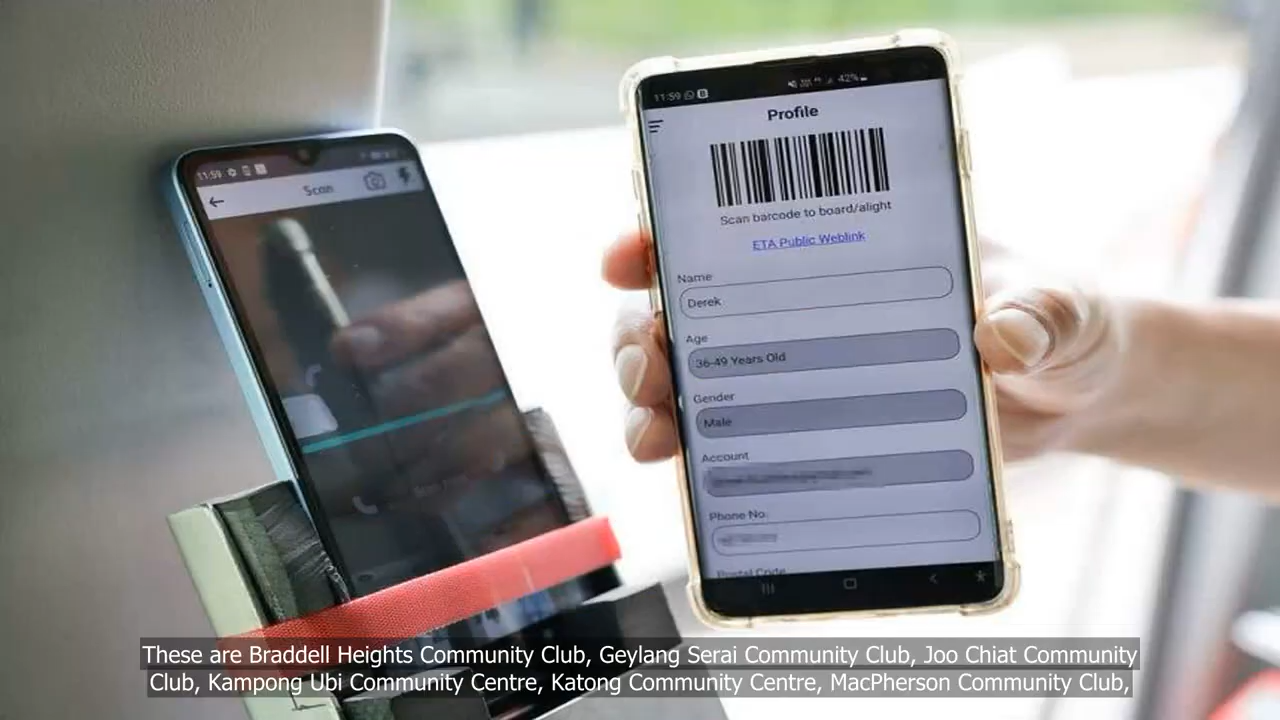 11:59
Scan
11:59
42%
Profile
Scan barcode to board/alight
ETA Public Weblink
Name
Derek
Age
36-49 Years Old
Gender
Male
Account
Phone No.
Postal Code
These are Braddell Heights Community Club, Geylang Serai Community Club, Joo Chiat Community
Club, Kampong Ubi Community Centre, Katong Community Centre, MacPherson Community Club,